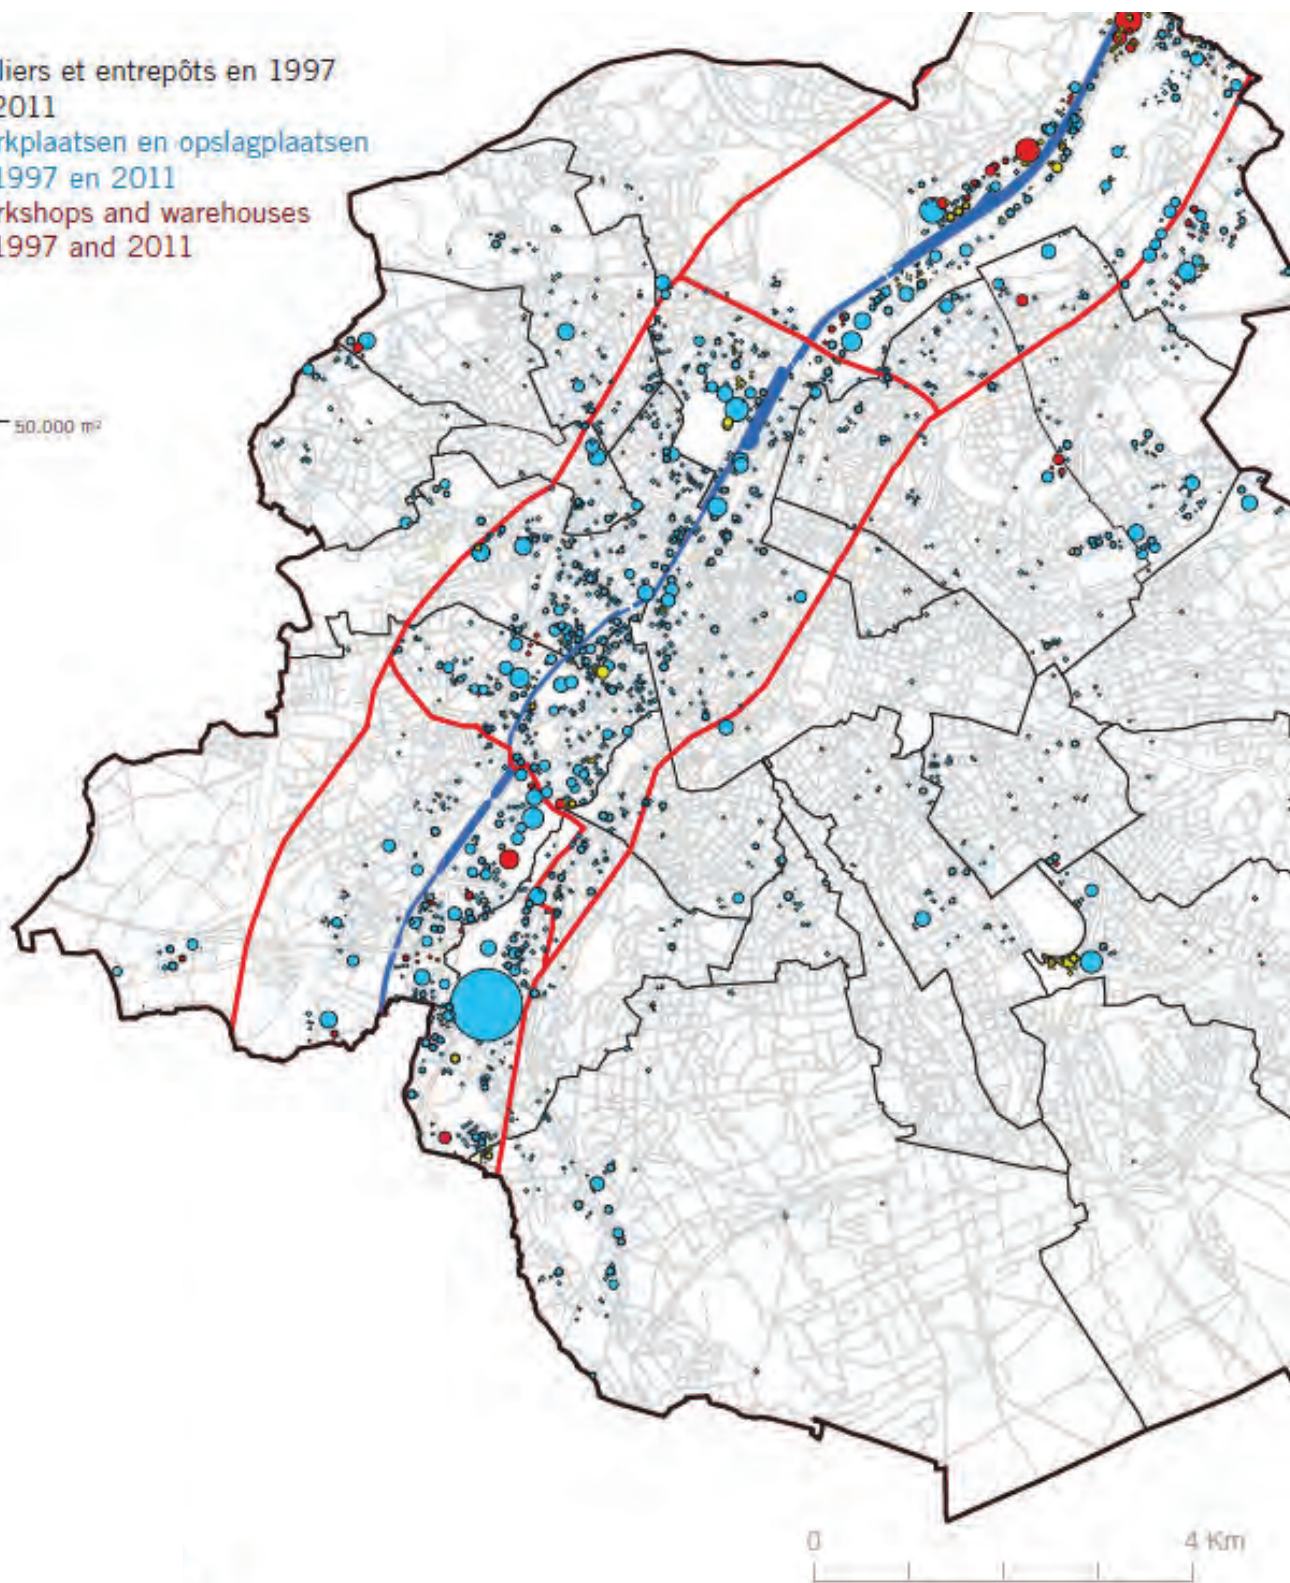 liers et entrepôts en 1997
2011
rkplaatsen en opslagplaatsen
1997 en 2011
rkshops and warehouses
1997 and 2011
50.000 m²
0 4 Km